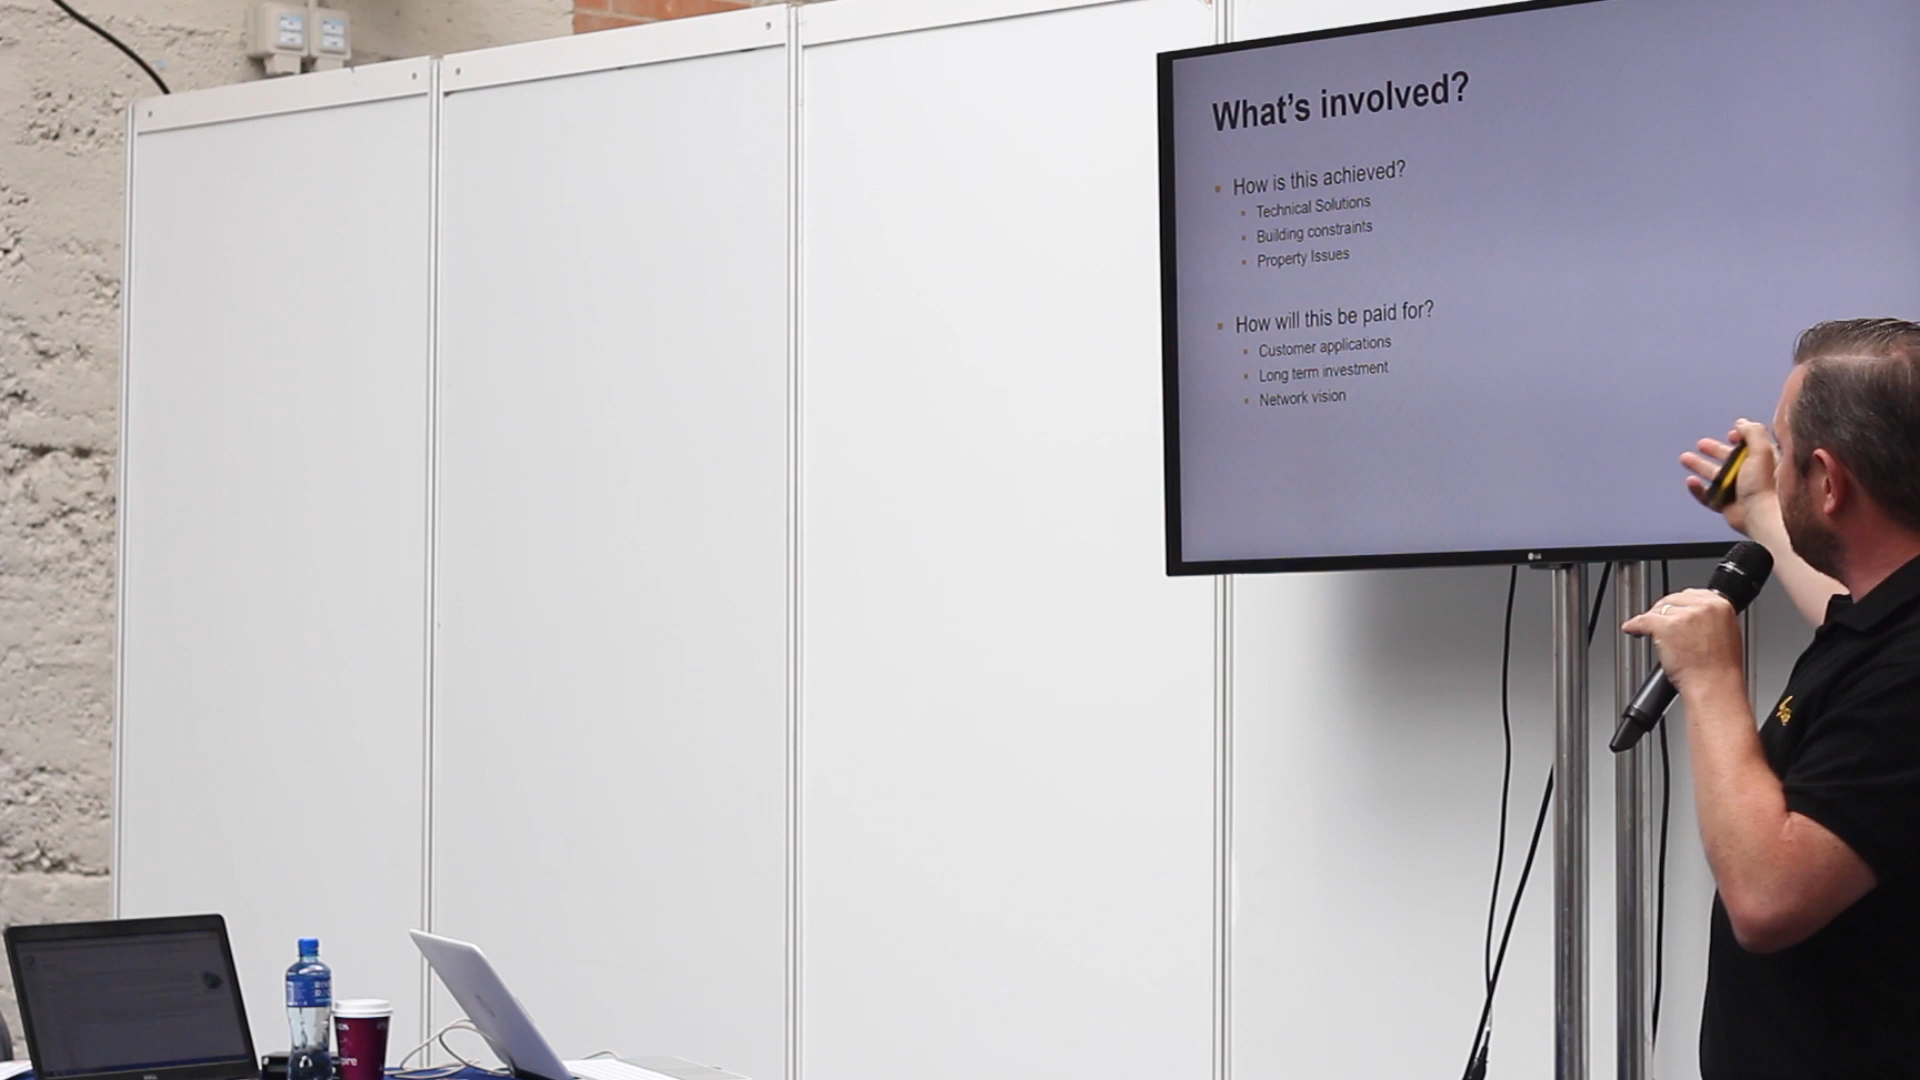 What's involved?
How is this achieved?
Technical Solutions
Building constraints
Property Issues
How will this be paid for?
Customer applications
Long term investment
Network vision
LG